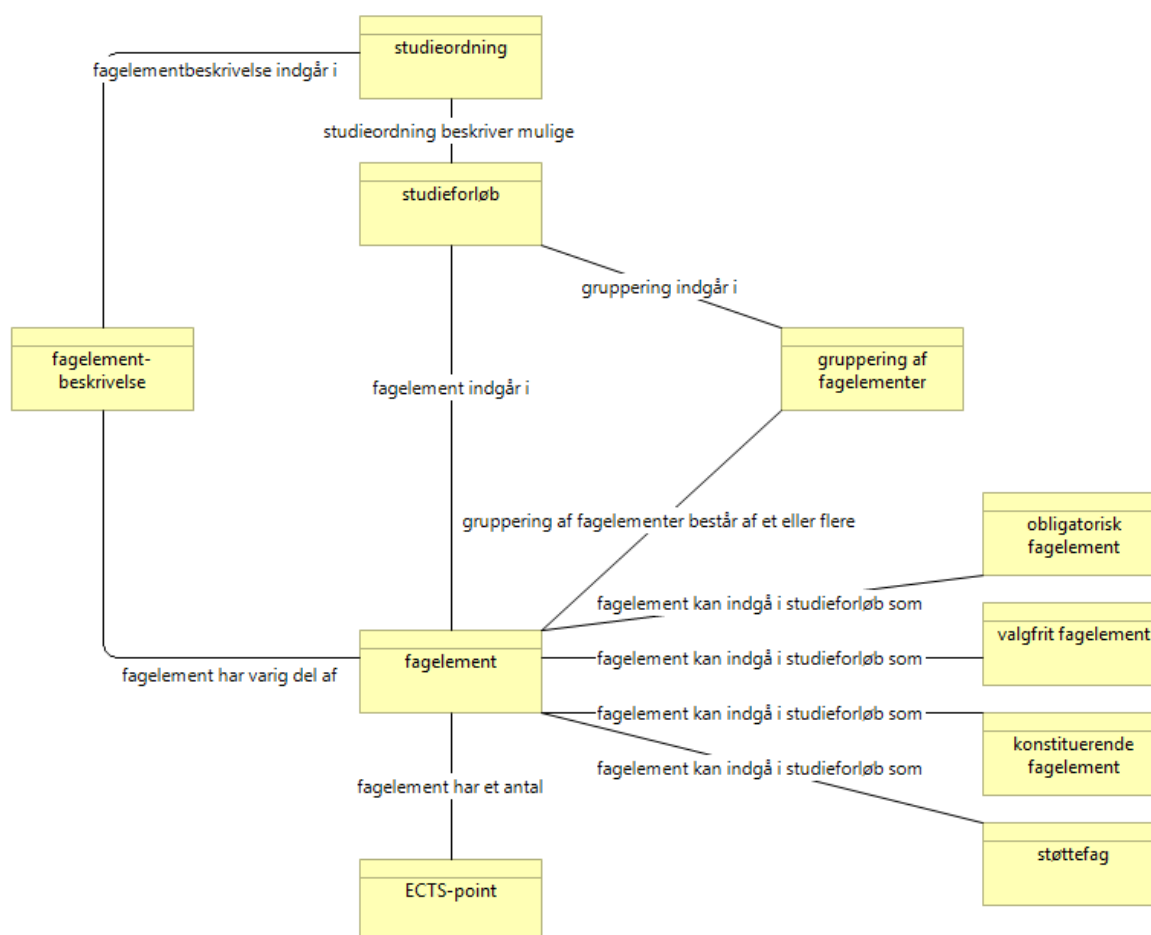 studieordning
fagelementbeskrivelse indgår i
studieordning beskriver mulige
studieforløb
gruppering indgår i
fagelement-
beskrivelse
gruppering af
fagelementer
fagelement indgår i
gruppering af fagelementer består af et eller flere
obligatorisk
fagelement
fagelement kan indgå i studieforløb som
valgfrit fagelement
fagelement
fagelement kan indgå i studieforløb som
fagelement har varig del af
fagelement kan indgå i studieforløb som
konstituerende
fagelement
fagelement kan indgå i studieforløb som
fagelement har et antal
støttefag
ECTS-point